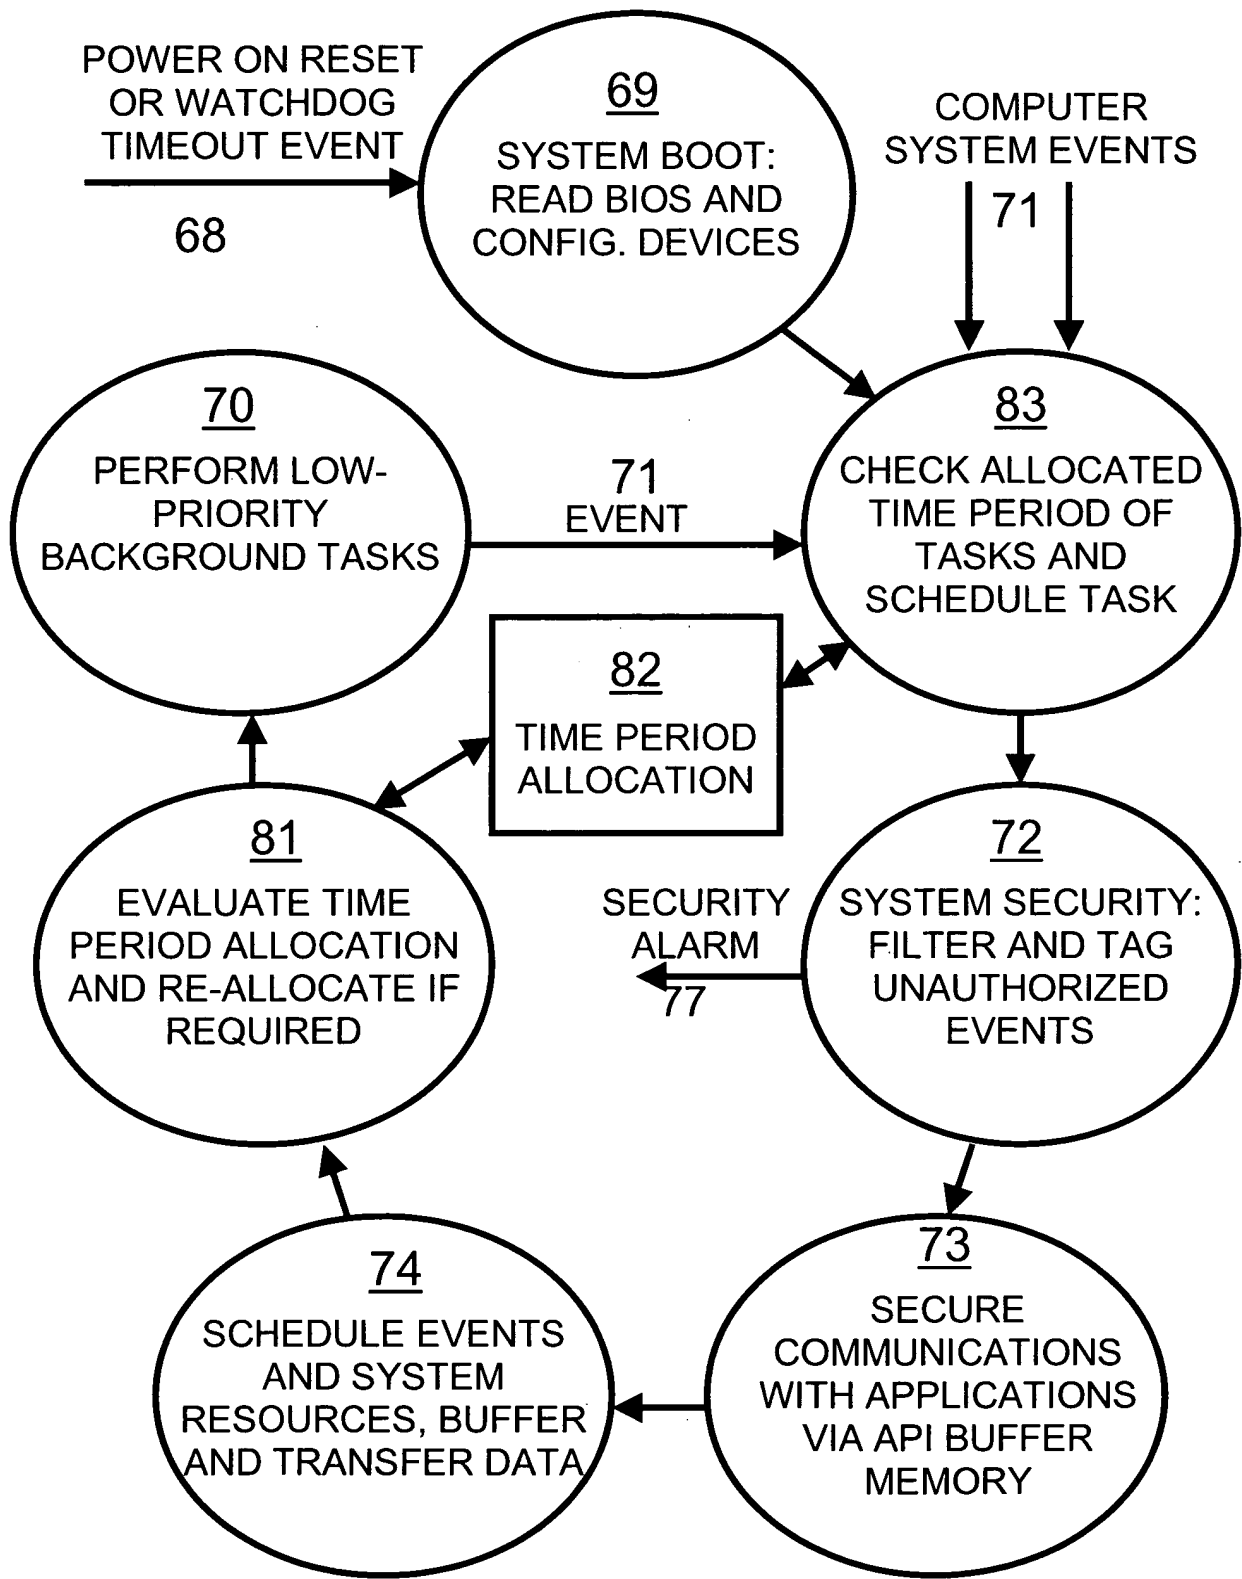 POWER ON RESET
OR WATCHDOG
TIMEOUT EVENT
68
69
SYSTEM BOOT:
READ BIOS AND
CONFIG. DEVICES
COMPUTER
SYSTEM EVENTS
71
70
PERFORM LOW-
PRIORITY
BACKGROUND TASKS
71
EVENT
83
CHECK ALLOCATED
TIME PERIOD OF
TASKS AND
SCHEDULE TASK
82
TIME PERIOD
ALLOCATION
81
EVALUATE TIME
PERIOD ALLOCATION
AND RE-ALLOCATE IF
REQUIRED
SECURITY
ALARM
77
72
SYSTEM SECURITY:
FILTER AND TAG
UNAUTHORIZED
EVENTS
74
SCHEDULE EVENTS
AND SYSTEM
RESOURCES, BUFFER
AND TRANSFER DATA
73
SECURE
COMMUNICATIONS
WITH APPLICATIONS
VIA API BUFFER
MEMORY